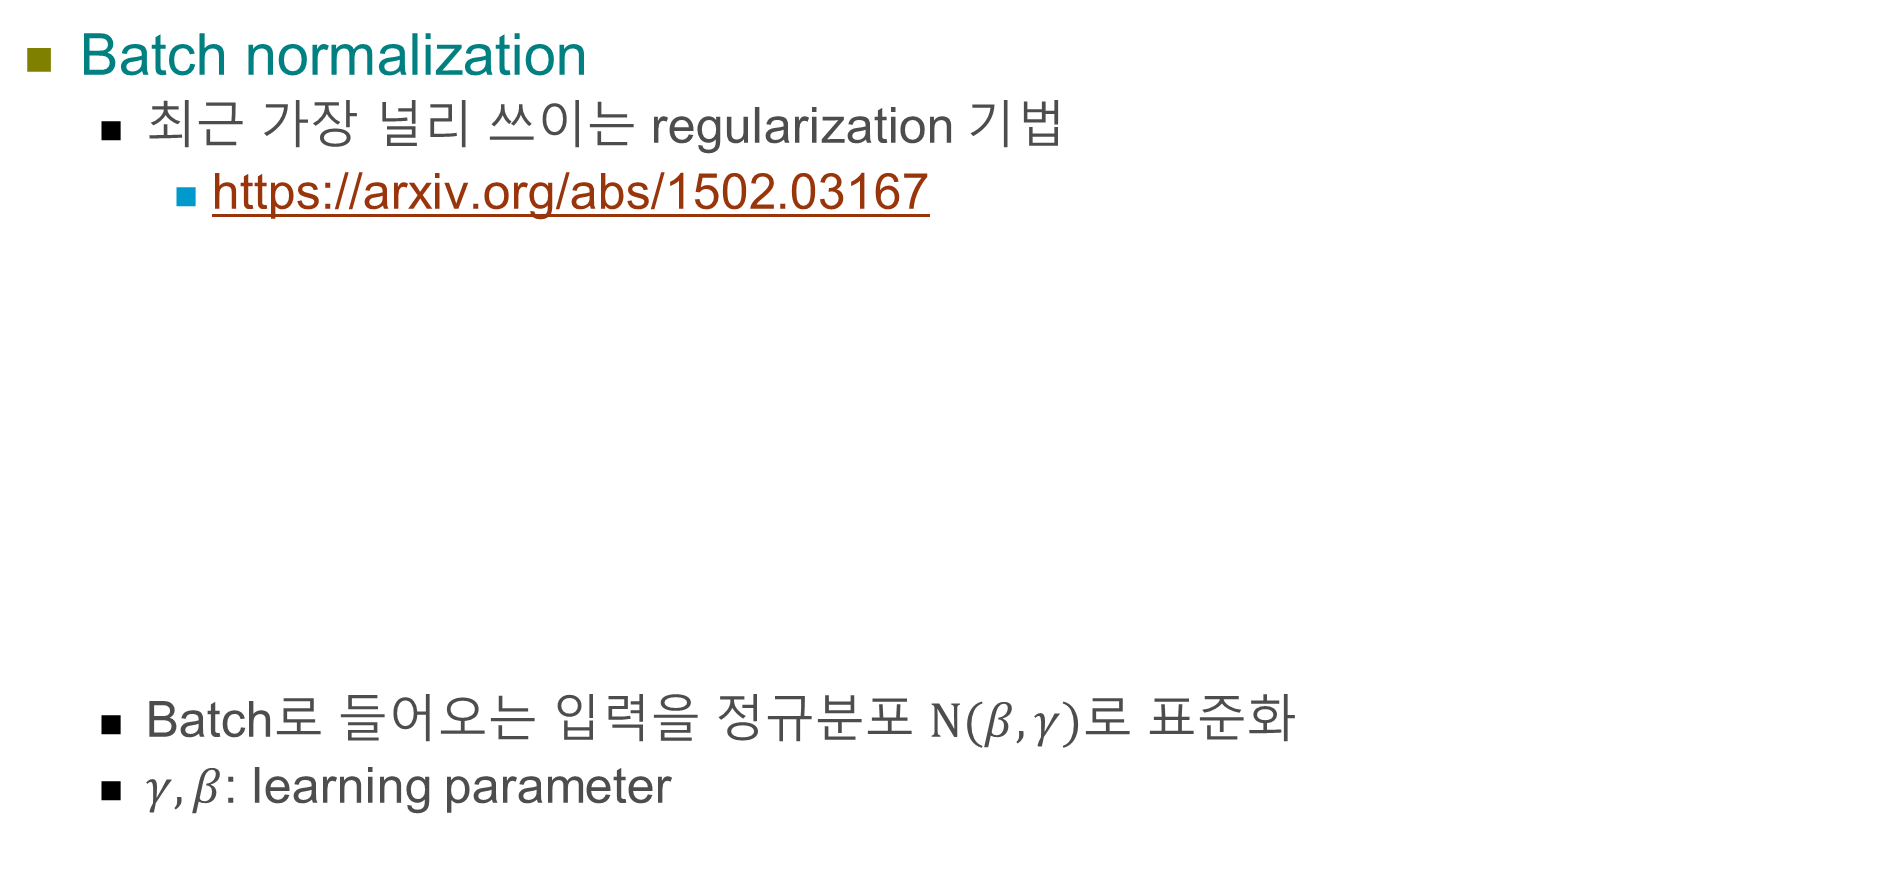 Batch normalization
최근 가장 널리 쓰이는 regularization 기법
https://arxiv.org/abs/1502.03167
Batch로 들어오는 입력을 정규분포 N(𝛽,𝛾)로 표준화
𝛾,𝛽: learning parameter